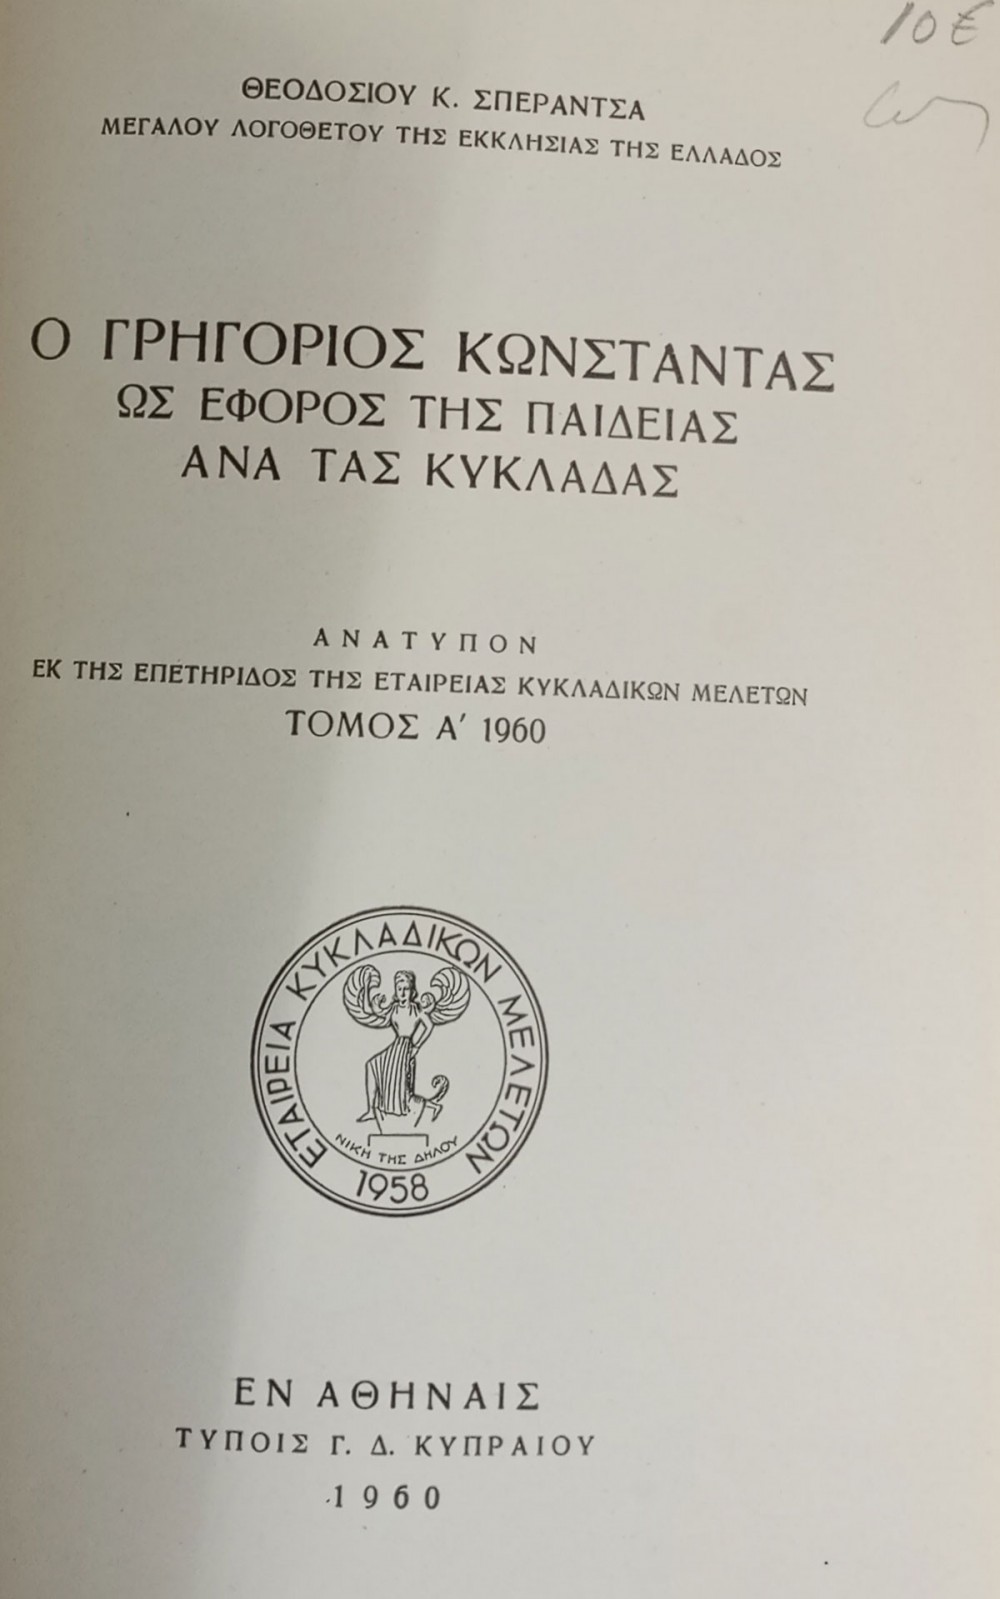 10€
ΘΕΟΔΟΣΙΟΥ Κ. ΣΠΕΡΑΝΤΣΑ
ΜΕΓΑΛΟΥ ΛΟΓΟΘΕΤΟΥ ΤΗΣ ΕΚΚΛΗΣΙΑΣ ΤΗΣ ΕΛΛΑΔΟΣ
Ο ΓΡΗΓΟΡΙΟΣ ΚΩΝΣΤΑΝΤΑΣ
ΩΣ ΕΦΟΡΟΣ ΤΗΣ ΠΑΙΔΕΙΑΣ
ΑΝΑ ΤΑΣ ΚΥΚΛΑΔΑΣ
ΑΝΑΤΥΠΟΝ
ΕΚ ΤΗΣ ΕΠΕΤΗΡΙΔΟΣ ΤΗΣ ΕΤΑΙΡΕΙΑΣ ΚΥΚΛΑΔΙΚΩΝ ΜΕΛΕΤΩΝ
ΤΟΜΟΣ Α' 1960
ΕΤΑΙΡΕΙΑ ΚΥΚΛΑΔΙΚΩΝ ΜΕΛΕΤΩΝ
ΝΙΚΗ ΤΗΣ ΔΗΛΟΥ
1958
ΕΝ ΑΘΗΝΑΙΣ
ΤΥΠΟΙΣ Γ. Δ. ΚΥΠΡΑΙΟΥ
1960